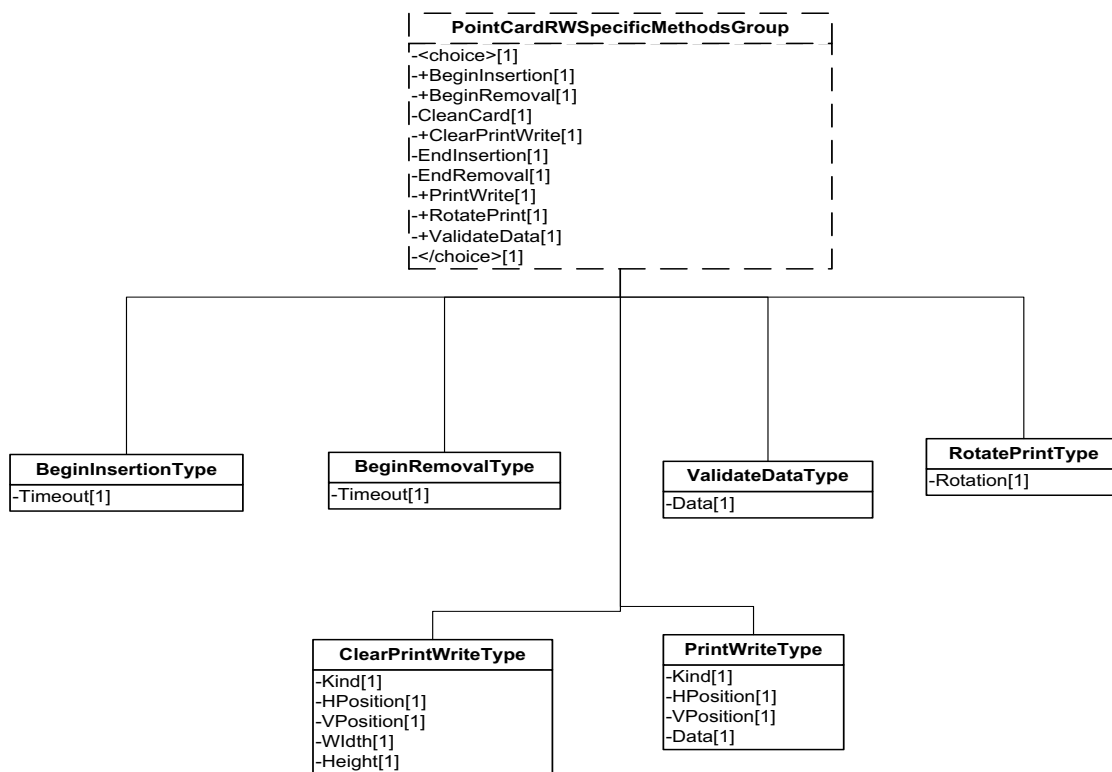 PointCardRWSpecificMethodsGroup
-<choice>[1]
-+BeginInsertion[1]
-+BeginRemoval[1]
-CleanCard[1]
-+ClearPrintWrite[1]
-EndInsertion[1]
-EndRemoval[1]
-+PrintWrite[1]
-+RotatePrint[1]
-+ValidateData[1]
-</choice>[1]
BeginInsertionType
-Timeout[1]
BeginRemovalType
-Timeout[1]
ValidateDataType
-Data[1]
RotatePrintType
-Rotation[1]
ClearPrintWriteType
-Kind[1]
-HPosition[1]
-VPosition[1]
-WIdth[1]
-Height[1]
PrintWriteType
-Kind[1]
-HPosition[1]
-VPosition[1]
-Data[1]